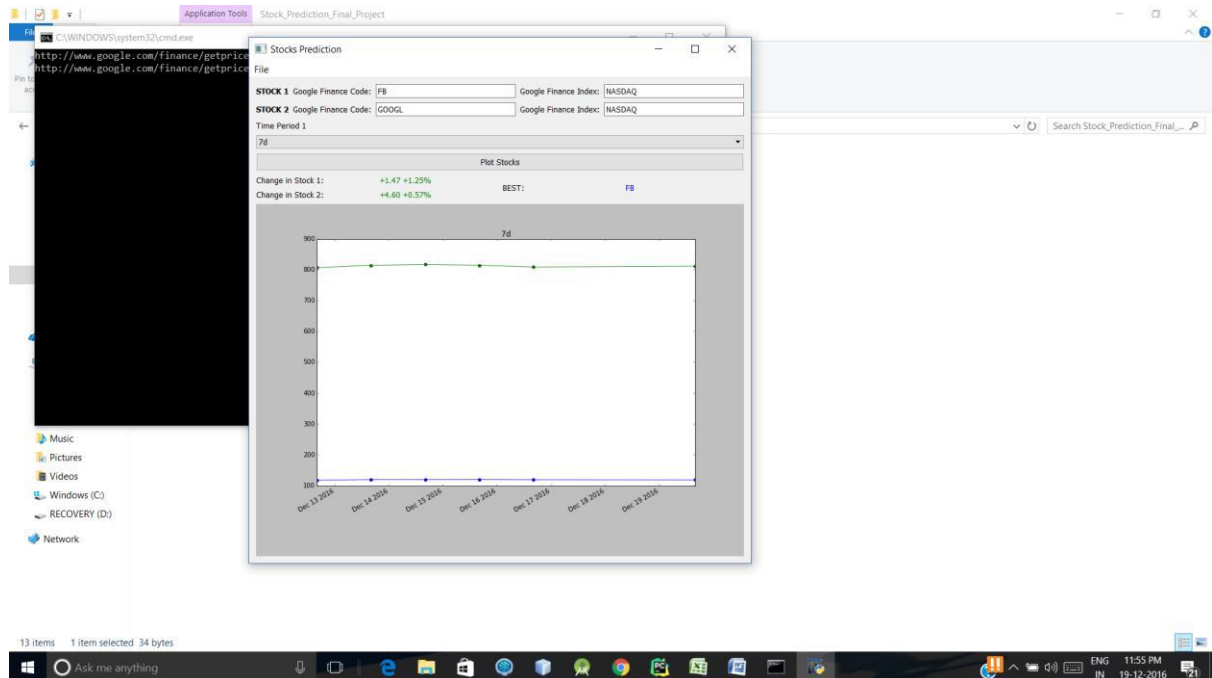 Application Tools Stock_Prediction_Final_Project
C:\WINDOWS\system32\cmd.exe
http://www.google.com/finance/getprice
http://www.google.com/finance/getprice
Stocks Prediction
File
STOCK 1 Google Finance Code: FB Google Finance Index: NASDAQ
STOCK 2 Google Finance Code: GOOGL Google Finance Index: NASDAQ
Time Period 1
7d
Plot Stocks
Change in Stock 1: +1.47 +1.25%
BEST: FB
Change in Stock 2: +4.60 +0.57%
7d
900
800
700
600
500
400
300
200
100
Dec 13 2016 Dec 14 2016 Dec 15 2016 Dec 16 2016 Dec 17 2016 Dec 18 2016 Dec 19 2016
Search Stock_Prediction_Final_...
Music
Pictures
Videos
Windows (C:)
RECOVERY (D:)
Network
13 items 1 item selected 34 bytes
Ask me anything
ENG 11:55 PM
IN 19-12-2016
21